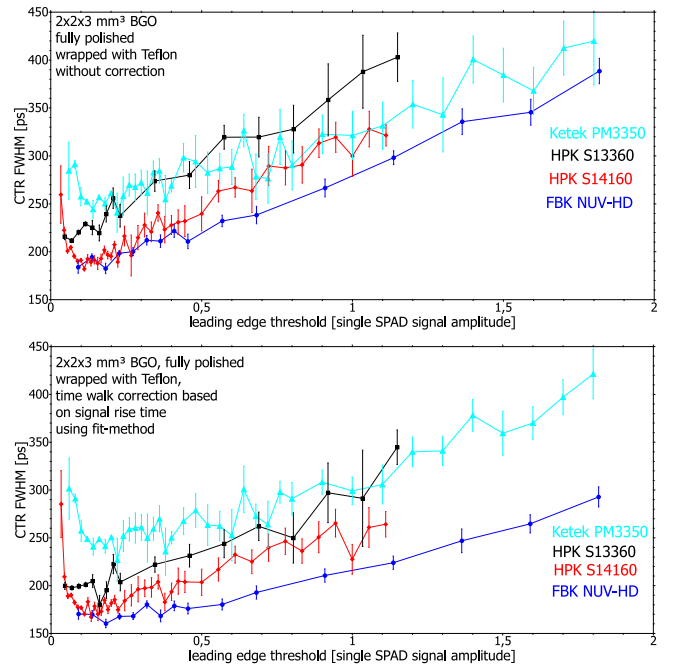 2x2x3 mm³ BGO
fully polished
wrapped with Teflon
without correction
CTR FWHM [ps]
450
400
350
300
250
200
150
Ketek PM3350
HPK S13360
HPK S14160
FBK NUV-HD
0 0,5 1 1,5 2
leading edge threshold [single SPAD signal amplitude]
2x2x3 mm³ BGO, fully polished
wrapped with Teflon,
time walk correction based
on signal rise time
using fit-method
CTR FWHM [ps]
450
400
350
300
250
200
150
Ketek PM3350
HPK S13360
HPK S14160
FBK NUV-HD
0 0,5 1 1,5 2
leading edge threshold [single SPAD signal amplitude]